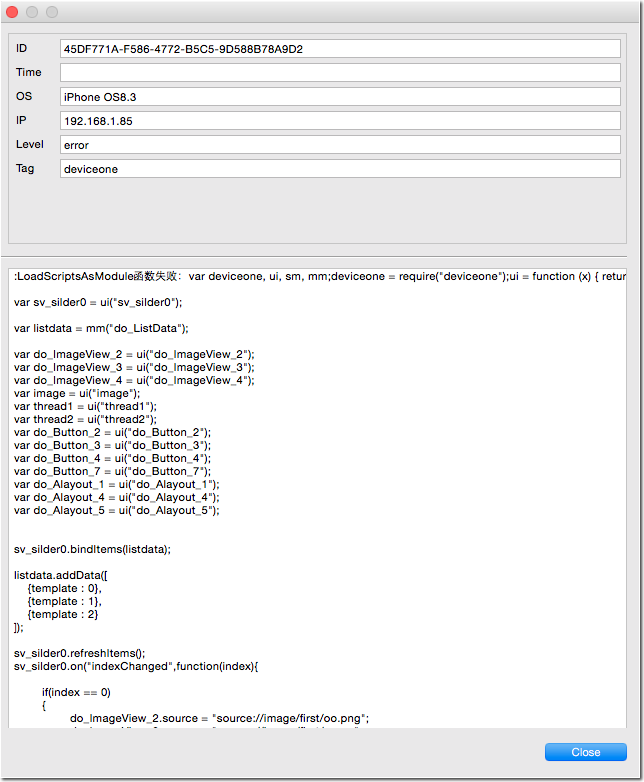 ID 45DF771A-F586-4772-B5C5-9D588B78A9D2
Time
OS iPhone OS8.3
IP 192.168.1.85
Level error
Tag deviceone
:LoadScriptsAsModule函数失败: var deviceone, ui, sm, mm;deviceone = require("deviceone");ui = function (x) { retur
var sv_silder0 = ui("sv_silder0");
var listdata = mm("do_ListData");
var do_ImageView_2 = ui("do_ImageView_2");
var do_ImageView_3 = ui("do_ImageView_3");
var do_ImageView_4 = ui("do_ImageView_4");
var image = ui("image");
var thread1 = ui("thread1");
var thread2 = ui("thread2");
var do_Button_2 = ui("do_Button_2");
var do_Button_3 = ui("do_Button_3");
var do_Button_4 = ui("do_Button_4");
var do_Button_7 = ui("do_Button_7");
var do_Alayout_1 = ui("do_Alayout_1");
var do_Alayout_4 = ui("do_Alayout_4");
var do_Alayout_5 = ui("do_Alayout_5");
sv_silder0.bindItems(listdata);
listdata.addData([
{template : 0},
{template : 1},
{template : 2}
]);
sv_silder0.refreshItems();
sv_silder0.on("indexChanged",function(index){
if(index == 0)
{
do_ImageView_2.source = "source://image/first/oo.png";
Close